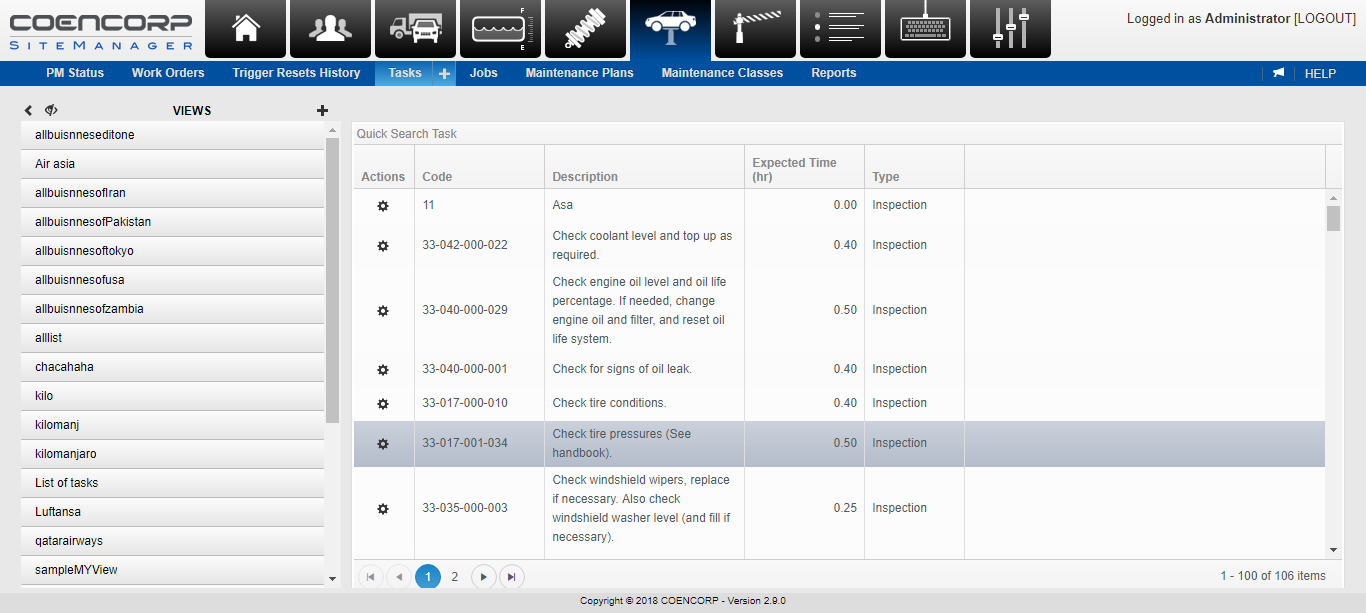 COENCORP
SITEMANAGER
F
E
Logged in as Administrator [LOGOUT]
PM Status Work Orders Trigger Resets History Tasks + Jobs Maintenance Plans Maintenance Classes Reports HELP
VIEWS
allbuisnneseditone
Air asia
allbuisnnesofIran
allbuisnnesofPakistan
allbuisnnesoftokyo
allbuisnnesofusa
allbuisnnesofzambia
alllist
chacahaha
kilo
kilomanj
kilomanjaro
List of tasks
Luftansa
qatarairways
sampleMYView
Quick Search Task
Actions Code Description Expected Time
(hr) Type
11 Asa 0.00 Inspection
33-042-000-022 Check coolant level and top up as
required. 0.40 Inspection
33-040-000-029 Check engine oil level and oil life
percentage. If needed, change
engine oil and filter, and reset oil
life system. 0.50 Inspection
33-040-000-001 Check for signs of oil leak. 0.40 Inspection
33-017-000-010 Check tire conditions. 0.40 Inspection
33-017-001-034 Check tire pressures (See
handbook). 0.50 Inspection
33-035-000-003 Check windshield wipers, replace
if necessary. Also check
windshield washer level (and fill if
necessary). 0.25 Inspection
1 2
1 - 100 of 106 items
Copyright © 2018 COENCORP - Version 2.9.0